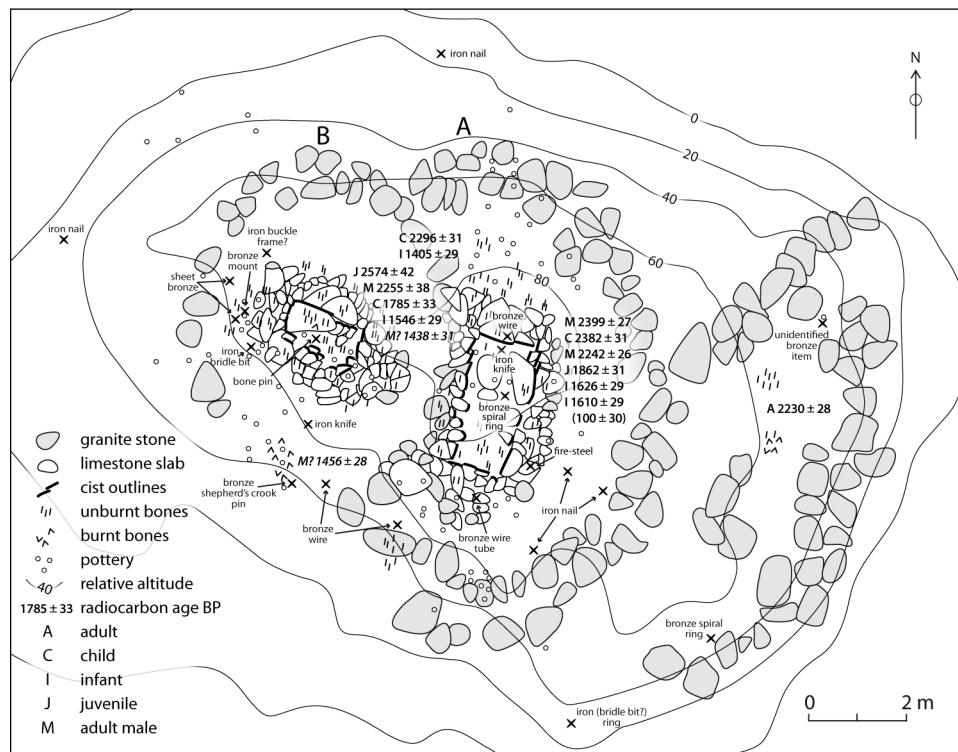 iron nail
N
0
B
A
20
40
iron buckle
frame?
iron nail
bronze
mount
sheet
bronze
C 2296 ± 31
I 1405 ± 29
60
J 2574 ± 42
M 2255 ± 38
C 1785 ± 33
I 1546 ± 29
M? 1438 ± 31
80
bronze
wire
iron
knife
M 2399 ± 27
C 2382 ± 31
M 2242 ± 26
J 1862 ± 31
I 1626 ± 29
I 1610 ± 29
(100 ± 30)
unidentified
bronze
item
iron
bridle bit
bone pin
bronze
spiral
ring
A 2230 ± 28
iron knife
fire-steel
M? 1456 ± 28
bronze
shepherd's crook
pin
bronze
wire
bronze wire
tube
iron nail
bronze spiral
ring
iron (bridle bit?)
ring
granite stone
limestone slab
cist outlines
unburnt bones
burnt bones
pottery
40 relative altitude
1785 ± 33 radiocarbon age BP
A adult
C child
I infant
J juvenile
M adult male
0 2 m